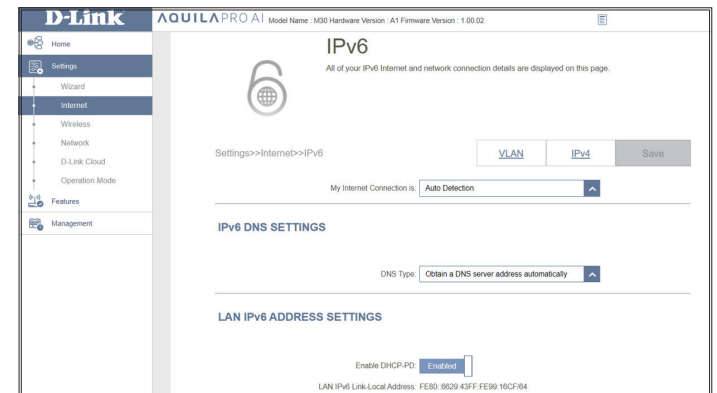 D-Link
AQUILA PRO AI Model Name : M30 Hardware Version : A1 Firmware Version : 1.00.02
Home
Settings
Wizard
Internet
Wireless
Network
D-Link Cloud
Operation Mode
Features
Management
IPv6
All of your IPv6 Internet and network connection details are displayed on this page.
Settings>>Internet>>IPv6
VLAN
IPv4
Save
My Internet Connection is: Auto Detection
IPv6 DNS SETTINGS
DNS Type: Obtain a DNS server address automatically
LAN IPv6 ADDRESS SETTINGS
Enable DHCP-PD: Enabled
LAN IPv6 Link-Local Address: FE80::6629:43FF:FE99:16CF/64